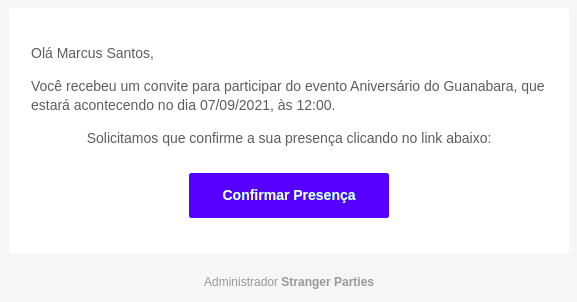 Olá Marcus Santos,
Você recebeu um convite para participar do evento Aniversário do Guanabara, que
estará acontecendo no dia 07/09/2021, às 12:00.
Solicitamos que confirme a sua presença clicando no link abaixo:
Confirmar Presença
Administrador Stranger Parties